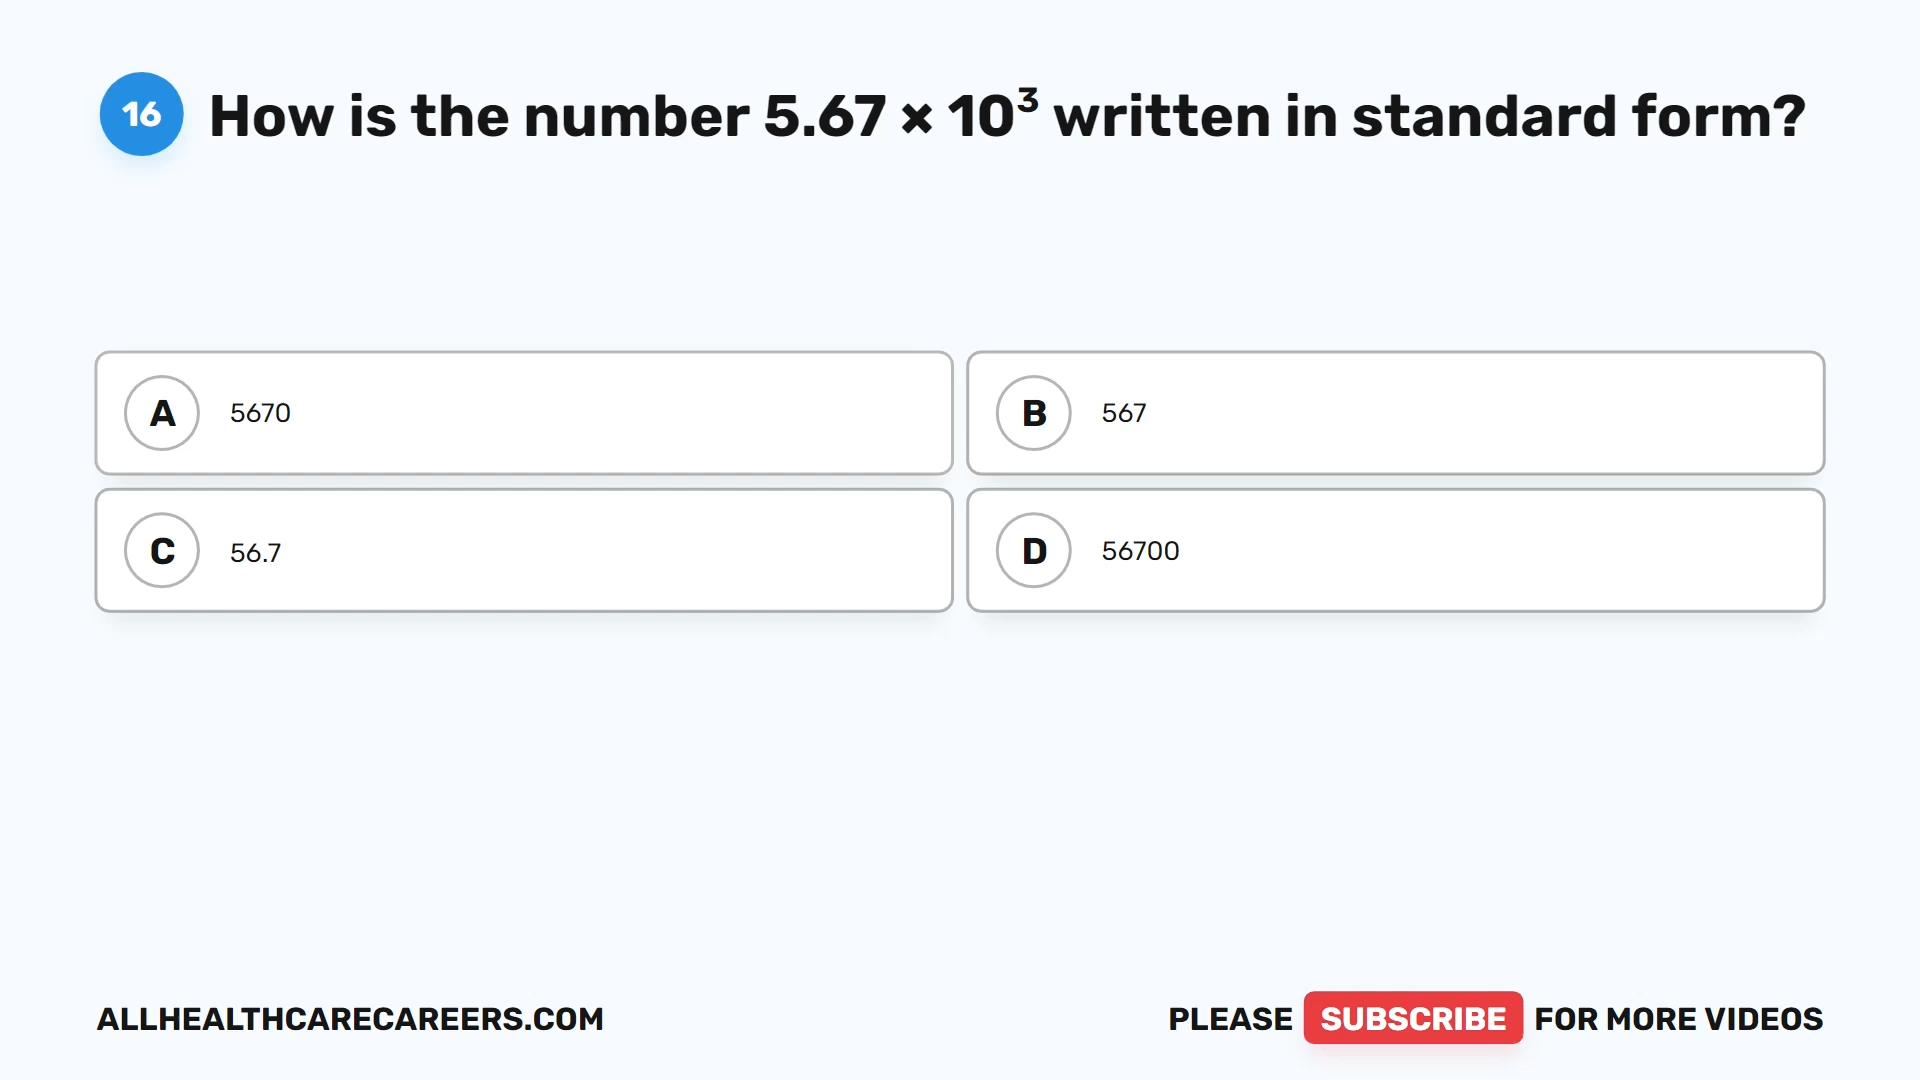 16 How is the number 5.67 × 10³ written in standard form?
A 5670
B 567
C 56.7
D 56700
ALLHEALTHCARECAREERS.COM
PLEASE SUBSCRIBE FOR MORE VIDEOS